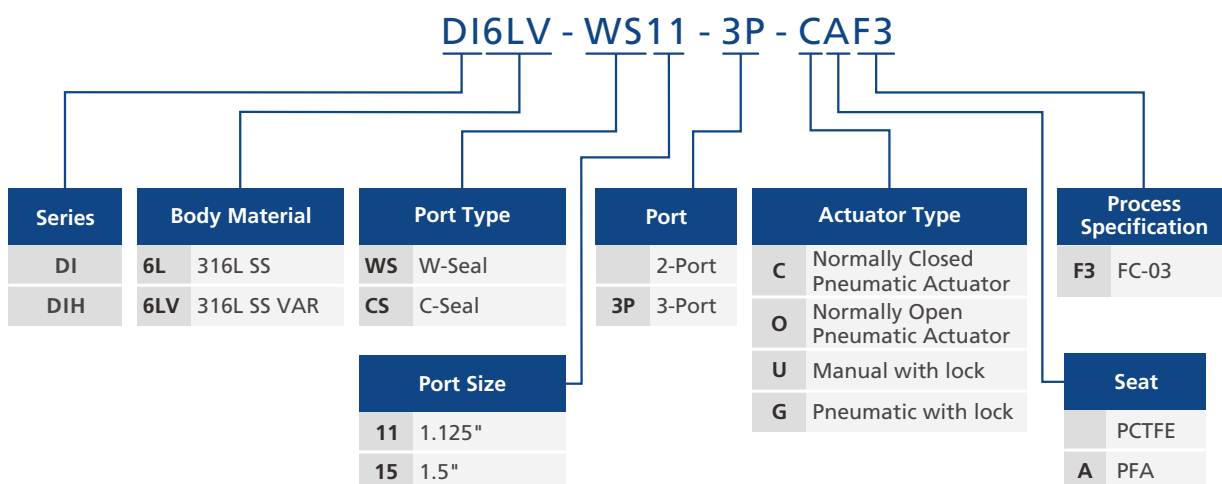 DI6LV - WS11 - 3P - CAF3
Series
DI
DIH
Body Material
6L 316L SS
6LV 316L SS VAR
Port Type
WS W-Seal
CS C-Seal
Port Size
11 1.125"
15 1.5"
Port
2-Port
3P 3-Port
Actuator Type
C Normally Closed
Pneumatic Actuator
O Normally Open
Pneumatic Actuator
U Manual with lock
G Pneumatic with lock
Process
Specification
F3 FC-03
Seat
PCTFE
A PFA